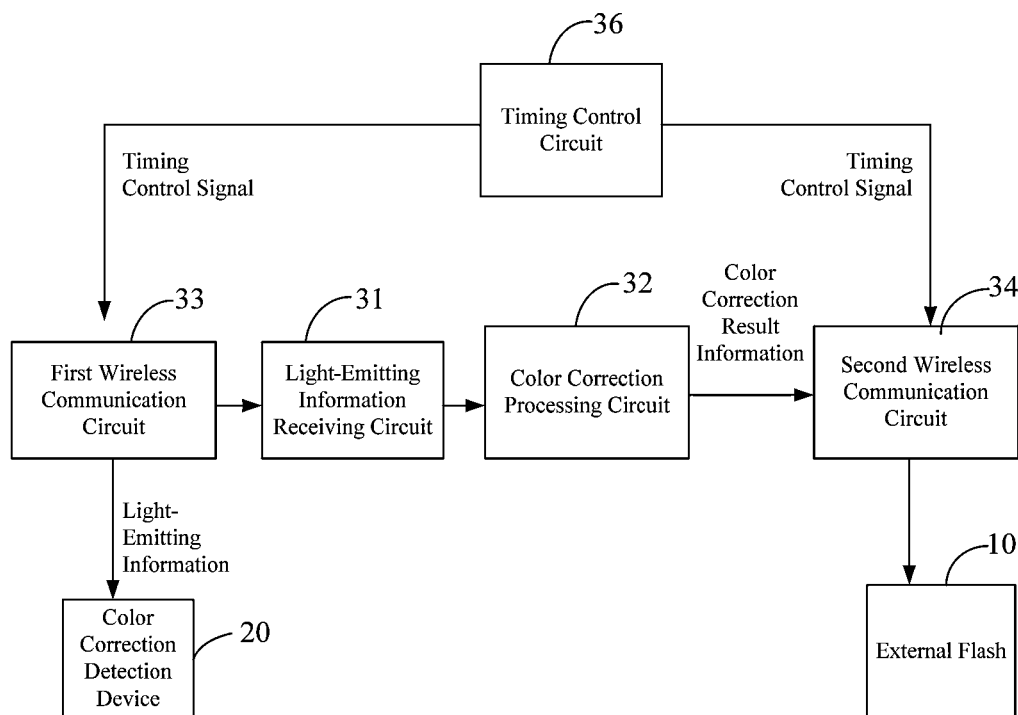 36
Timing Control
Circuit
Timing
Control Signal
Timing
Control Signal
33
31
32
Color
Correction
Result
Information
34
First Wireless
Communication
Circuit
Light-Emitting
Information
Receiving Circuit
Color Correction
Processing Circuit
Second Wireless
Communication
Circuit
Light-
Emitting
Information
10
Color
Correction
Detection
Device
20
External Flash